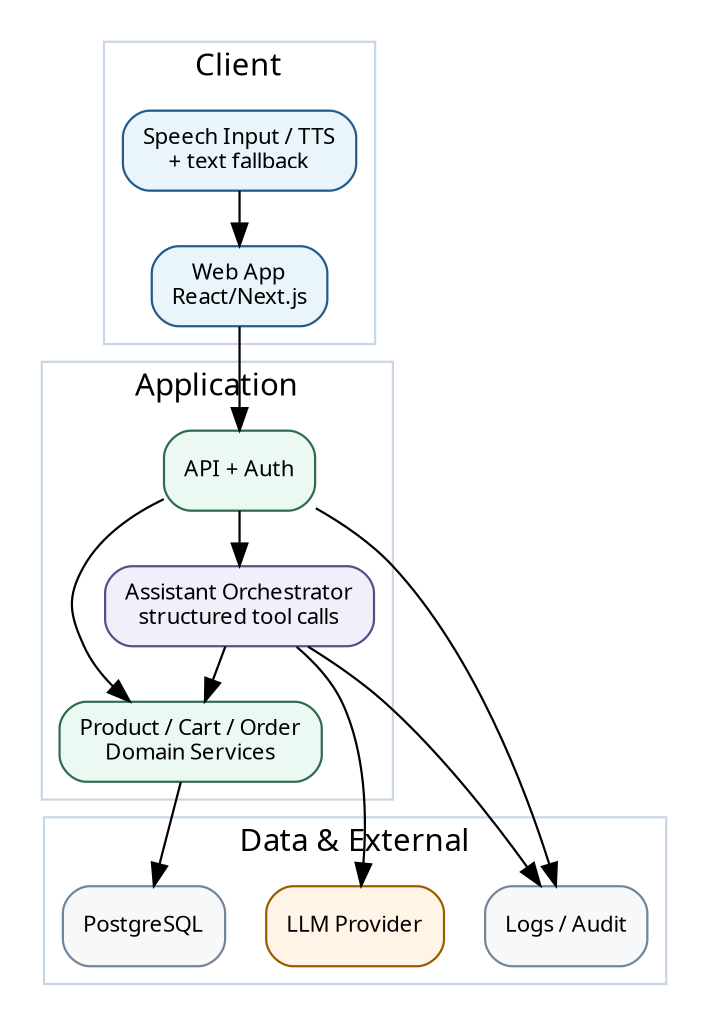 Client
Speech Input / TTS
+ text fallback
Web App
React/Next.js
Application
API + Auth
Assistant Orchestrator
structured tool calls
Product / Cart / Order
Domain Services
Data & External
PostgreSQL
LLM Provider
Logs / Audit